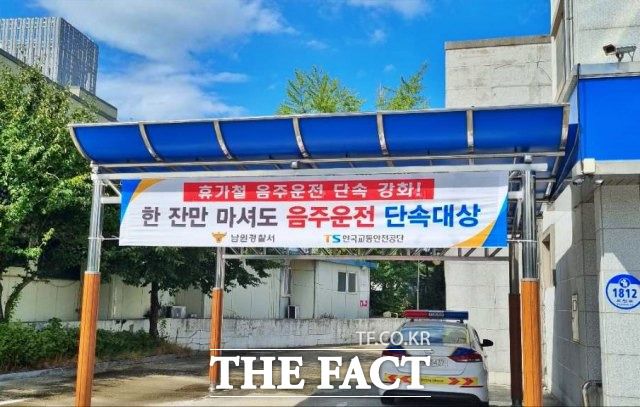 휴가철 음주운전 단속 강화!
한 잔만 마셔도 음주운전 단속대상
남원경찰서 TS 한국교통안전공단
1812
TF.CO.KR
THE FACT